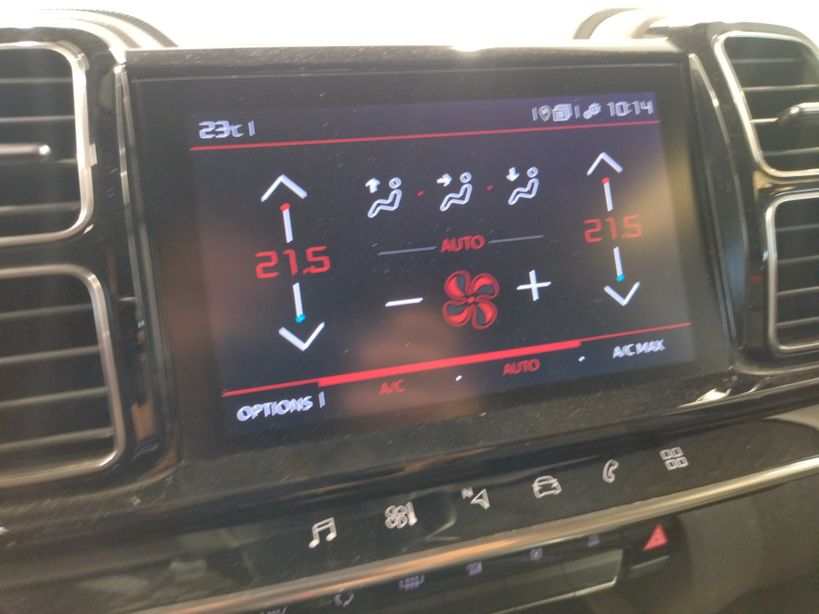 23°C 10:14
21.5 21.5
AUTO
A/C AUTO A/C MAX
OPTIONS
N